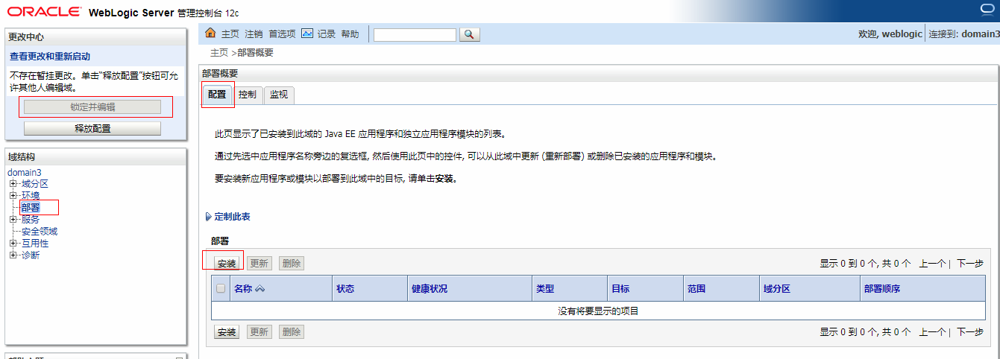 ORACLE WebLogic Server 管理控制台 12c
更改中心
查看更改和重新启动
不存在暂挂更改。单击“释放配置”按钮可允
许其他人编辑域。
锁定并编辑
释放配置
域结构
domain3
域分区
环境
部署
服务
安全领域
互用性
诊断
主页 注销 首选项 记录 帮助
欢迎, weblogic 连接到: domain3
主页 >部署概要
部署概要
配置 控制 监视
此页显示了已安装到此域的 Java EE 应用程序和独立应用程序模块的列表。
通过先选中应用程序名称旁边的复选框, 然后使用此页中的控件, 可以从此域中更新 (重新部署) 或删除已安装的应用程序和模块。
要安装新应用程序或模块以部署到此域中的目标, 请单击安装。
定制此表
部署
安装 更新 删除 显示 0 到 0 个, 共 0 个 上一个 | 下一步
名称 状态 健康状况 类型 目标 范围 域分区 部署顺序
没有将要显示的项目
安装 更新 删除 显示 0 到 0 个, 共 0 个 上一个 | 下一步